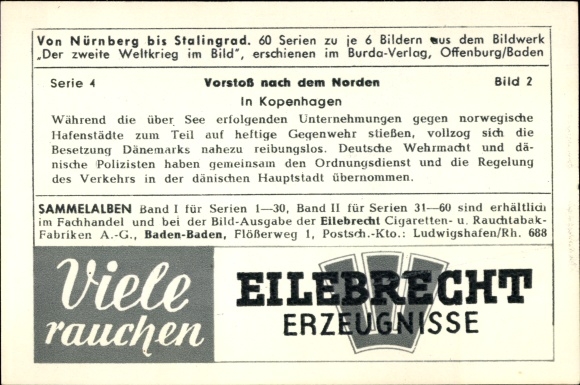 Von Nürnberg bis Stalingrad. 60 Serien zu je 6 Bildern aus dem Bildwerk
„Der zweite Weltkrieg im Bild", erschienen im Burda-Verlag, Offenburg/Baden
Serie 4 Vorstoß nach dem Norden Bild 2
In Kopenhagen
Während die über See erfolgenden Unternehmungen gegen norwegische
Hafenstädte zum Teil auf heftige Gegenwehr stießen, vollzog sich die
Besetzung Dänemarks nahezu reibungslos. Deutsche Wehrmacht und dä-
nische Polizisten haben gemeinsam den Ordnungsdienst und die Regelung
des Verkehrs in der dänischen Hauptstadt übernommen.
SAMMELALBEN Band I für Serien 1—30, Band II für Serien 31—60 sind erhältlich
im Fachhandel und bei der Bild-Ausgabe der Eilebrecht Cigaretten- u. Rauchtabak-
Fabriken A.-G., Baden-Baden, Flößerweg 1, Postsch.-Kto.: Ludwigshafen/Rh. 688
Viele
rauchen
EILEBRECHT
ERZEUGNISSE